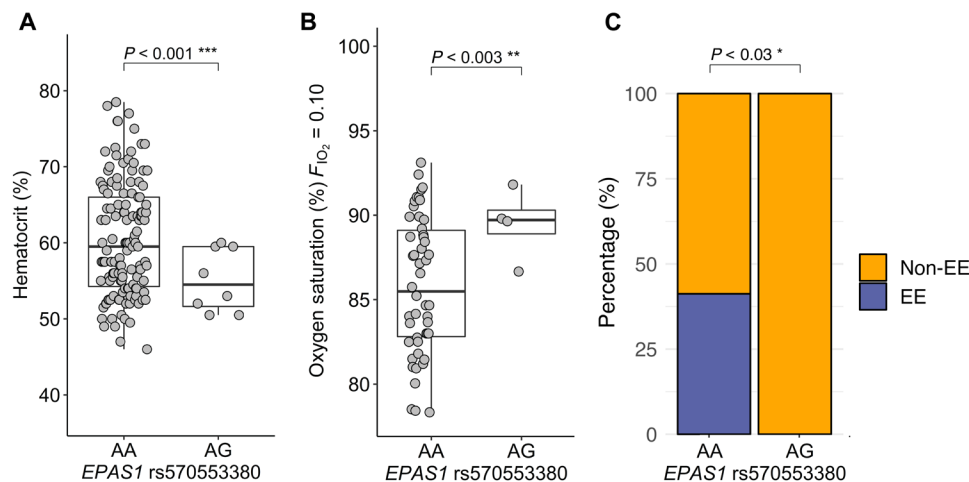 A
P < 0.001 ***
Hematocrit (%)
80
70
60
50
40
AA
AG
EPAS1 rs570553380
B
P < 0.003 **
Oxygen saturation (%) FIO2 = 0.10
100
95
90
85
80
AA
AG
EPAS1 rs570553380
C
P < 0.03 *
Percentage (%)
100
75
50
25
0
AA
AG
EPAS1 rs570553380
Non-EE
EE